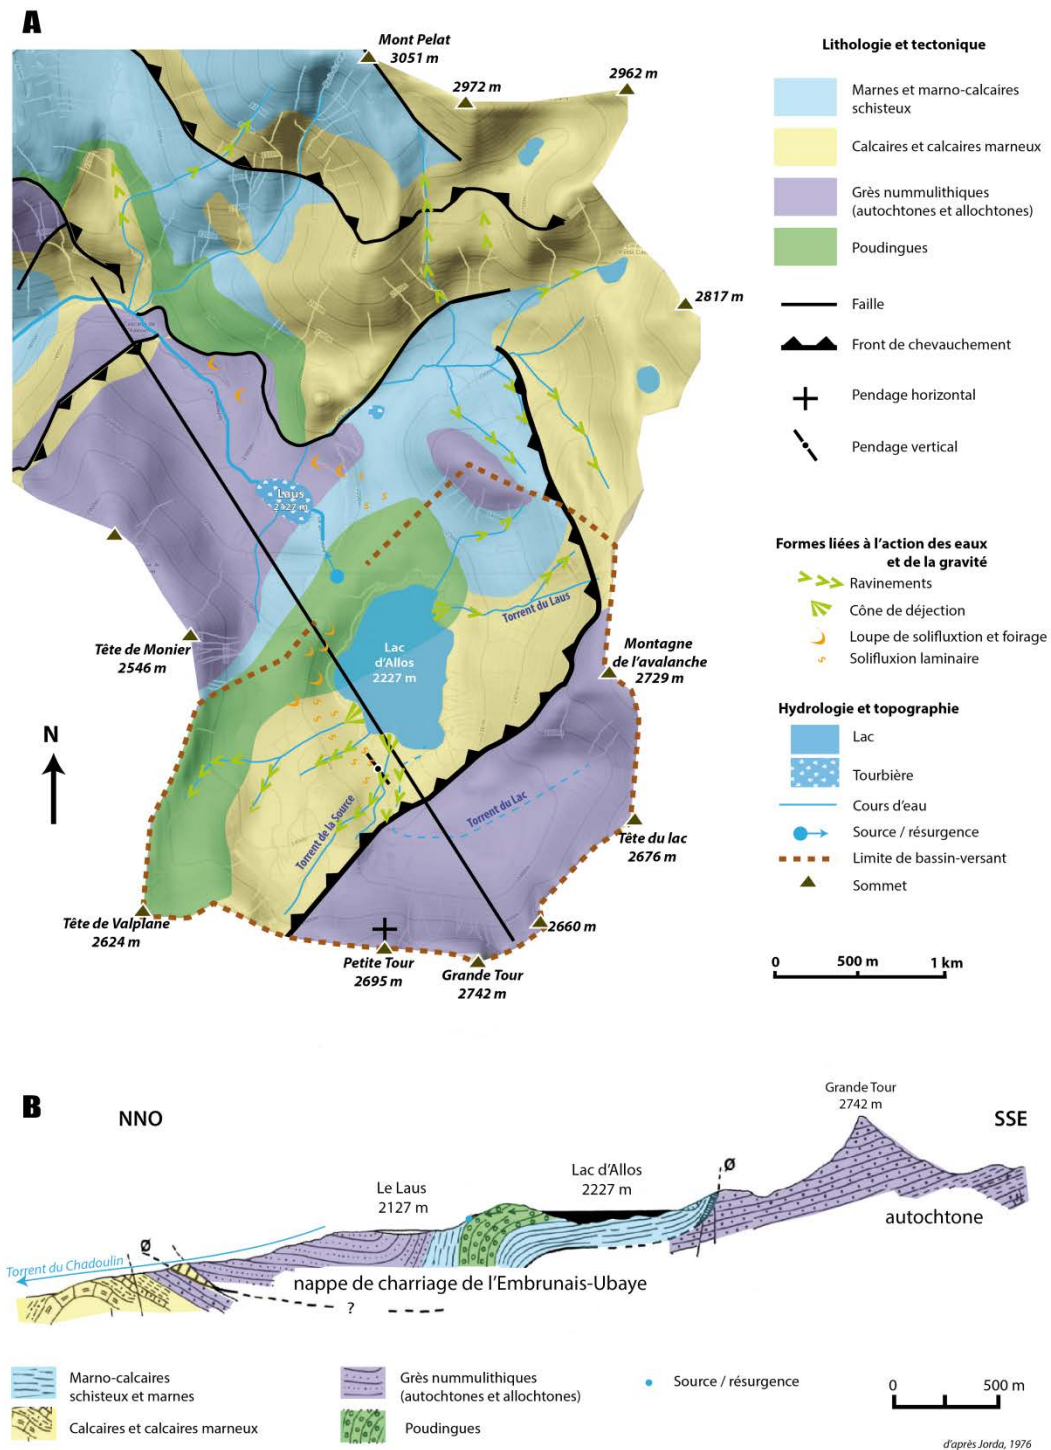 A
Mont Pelat
3051 m
2972 m
2962 m
2817 m
Laus
2127 m
Lac
d'Allos
2227 m
Torrent du Laus
Tête de Monier
2546 m
Montagne
de l'avalanche
2729 m
N
Torrent de la Source
Torrent du Lac
Tête du lac
2676 m
Tête de Valplane
2624 m
2660 m
Petite Tour
2695 m
Grande Tour
2742 m
Lithologie et tectonique
Marnes et marno-calcaires
schisteux
Calcaires et calcaires marneux
Grès nummulithiques
(autochtones et allochtones)
Poudingues
Faille
Front de chevauchement
Pendage horizontal
Pendage vertical
Formes liées à l'action des eaux
et de la gravité
Ravinements
Cône de déjection
Loupe de solifluxtion et foirage
Solifluxion laminaire
Hydrologie et topographie
Lac
Tourbière
Cours d'eau
Source / résurgence
Limite de bassin-versant
Sommet
0 500 m 1 km
B
NNO
SSE
Grande Tour
2742 m
Ø
Lac d'Allos
2227 m
Le Laus
2127 m
autochtone
Ø
Torrent du Chadoulin
nappe de charriage de l'Embrunais-Ubaye
?
Marno-calcaires
schisteux et marnes
Calcaires et calcaires marneux
Grès nummulithiques
(autochtones et allochtones)
Poudingues
Source / résurgence
0 500 m
d'après Jorda, 1976